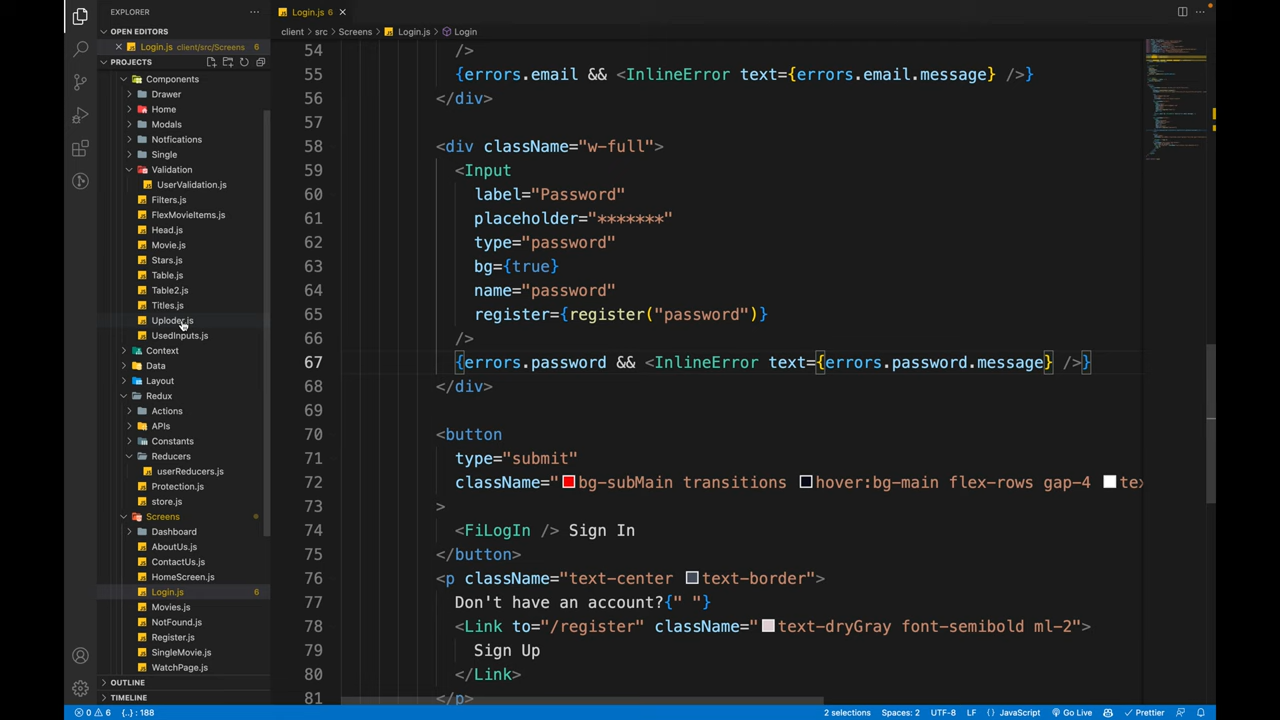 EXPLORER
OPEN EDITORS
Login.js client/src/Screens 6
PROJECTS
Components
Drawer
Home
Modals
Notfications
Single
Validation
UserValidation.js
Filters.js
FlexMovieItems.js
Head.js
Movie.js
Stars.js
Table.js
Table2.js
Titles.js
Uploder.js
UsedInputs.js
Context
Data
Layout
Redux
Actions
APIs
Constants
Reducers
userReducers.js
Protection.js
store.js
Screens
Dashboard
AboutUs.js
ContactUs.js
HomeScreen.js
Login.js 6
Movies.js
NotFound.js
Register.js
SingleMovie.js
WatchPage.js
OUTLINE
TIMELINE
Login.js 6
client > src > Screens > Login.js > Login
54 />
55 {errors.email && <InlineError text={errors.email.message} />}
56 </div>
57
58 <div className="w-full">
59 <Input
60 label="Password"
61 placeholder="*******"
62 type="password"
63 bg={true}
64 name="password"
65 register={register("password")}
66 />
67 {errors.password && <InlineError text={errors.password.message} />}
68 </div>
69
70 <button
71 type="submit"
72 className="bg-subMain transitions hover:bg-main flex-rows gap-4 tex
73 >
74 <FiLogIn /> Sign In
75 </button>
76 <p className="text-center text-border">
77 Don't have an account?{" "}
78 <Link to="/register" className="text-dryGray font-semibold ml-2">
79 Sign Up
80 </Link>
81 </p>
0 6 {..} : 188 2 selections Spaces: 2 UTF-8 LF {} JavaScript Go Live Prettier